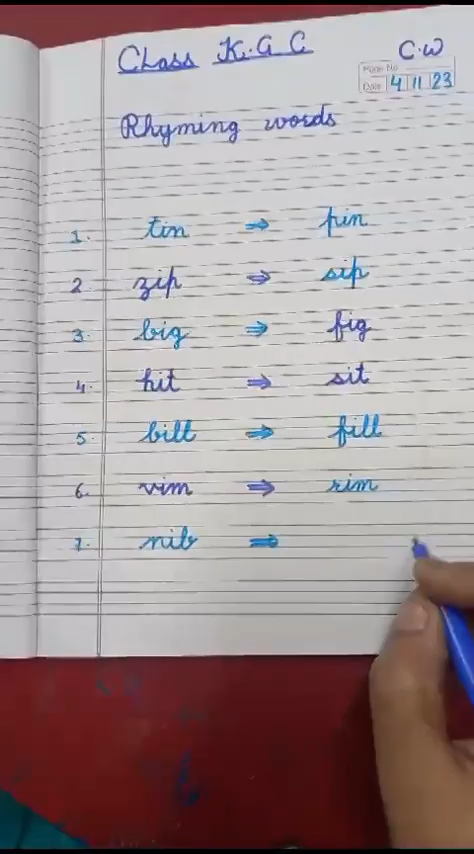 Class K.G C
C.W
Page No
Date 4 11 23
Rhyming words
1. tin ⇒ pin
2. zip ⇒ sip
3. big ⇒ fig
4. hit ⇒ sit
5. bill ⇒ fill
6. vim ⇒ rim
7. nib ⇒